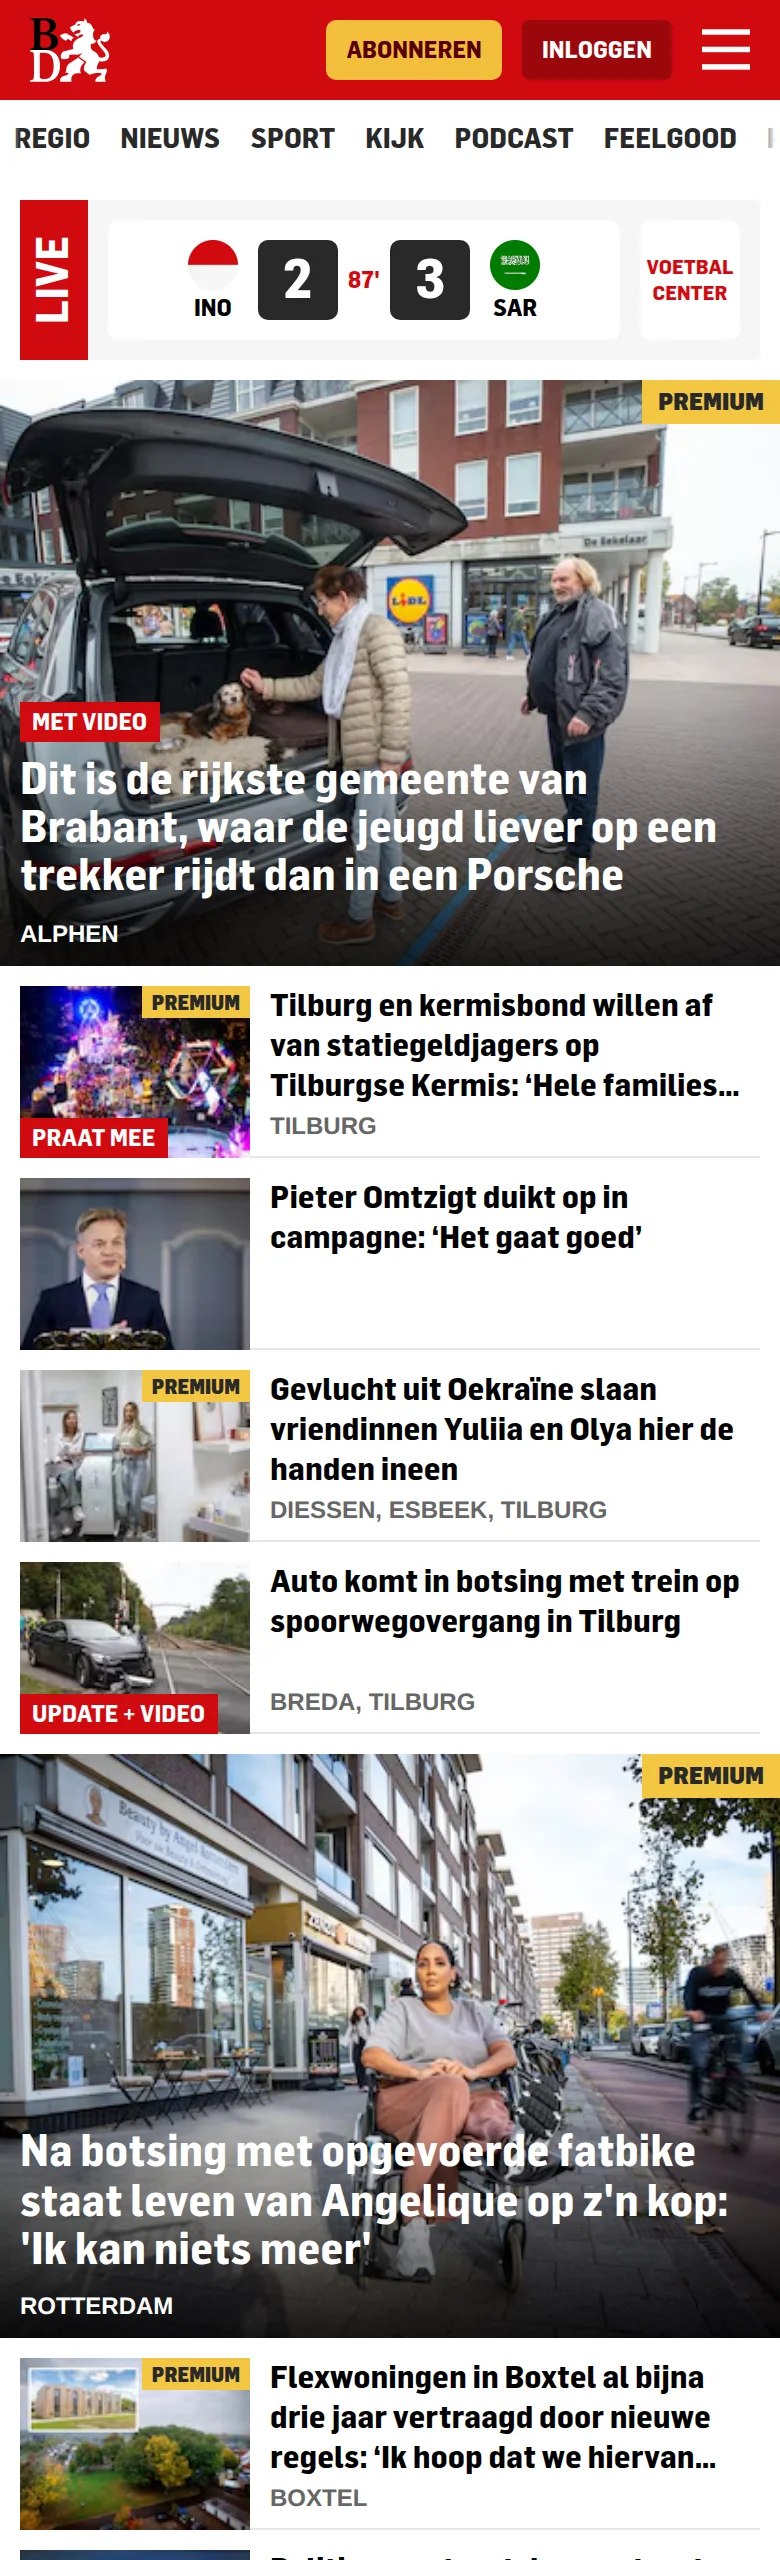 BD
ABONNEREN
INLOGGEN
REGIO NIEUWS SPORT KIJK PODCAST FEELGOOD
LIVE
2 87' 3
INO SAR
VOETBAL
CENTER
PREMIUM
De Eekelaar
LIDL
MET VIDEO
Dit is de rijkste gemeente van
Brabant, waar de jeugd liever op een
trekker rijdt dan in een Porsche
ALPHEN
PREMIUM
PRAAT MEE
Tilburg en kermisbond willen af
van statiegeldjagers op
Tilburgse Kermis: ‘Hele families...
TILBURG
Pieter Omtzigt duikt op in
campagne: ‘Het gaat goed’
PREMIUM
Gevlucht uit Oekraïne slaan
vriendinnen Yuliia en Olya hier de
handen ineen
DIESSEN, ESBEEK, TILBURG
UPDATE + VIDEO
Auto komt in botsing met trein op
spoorwegovergang in Tilburg
BREDA, TILBURG
PREMIUM
Beauty by Angel
Na botsing met opgevoerde fatbike
staat leven van Angelique op z'n kop:
'Ik kan niets meer'
ROTTERDAM
PREMIUM
Flexwoningen in Boxtel al bijna
drie jaar vertraagd door nieuwe
regels: ‘Ik hoop dat we hiervan...
BOXTEL